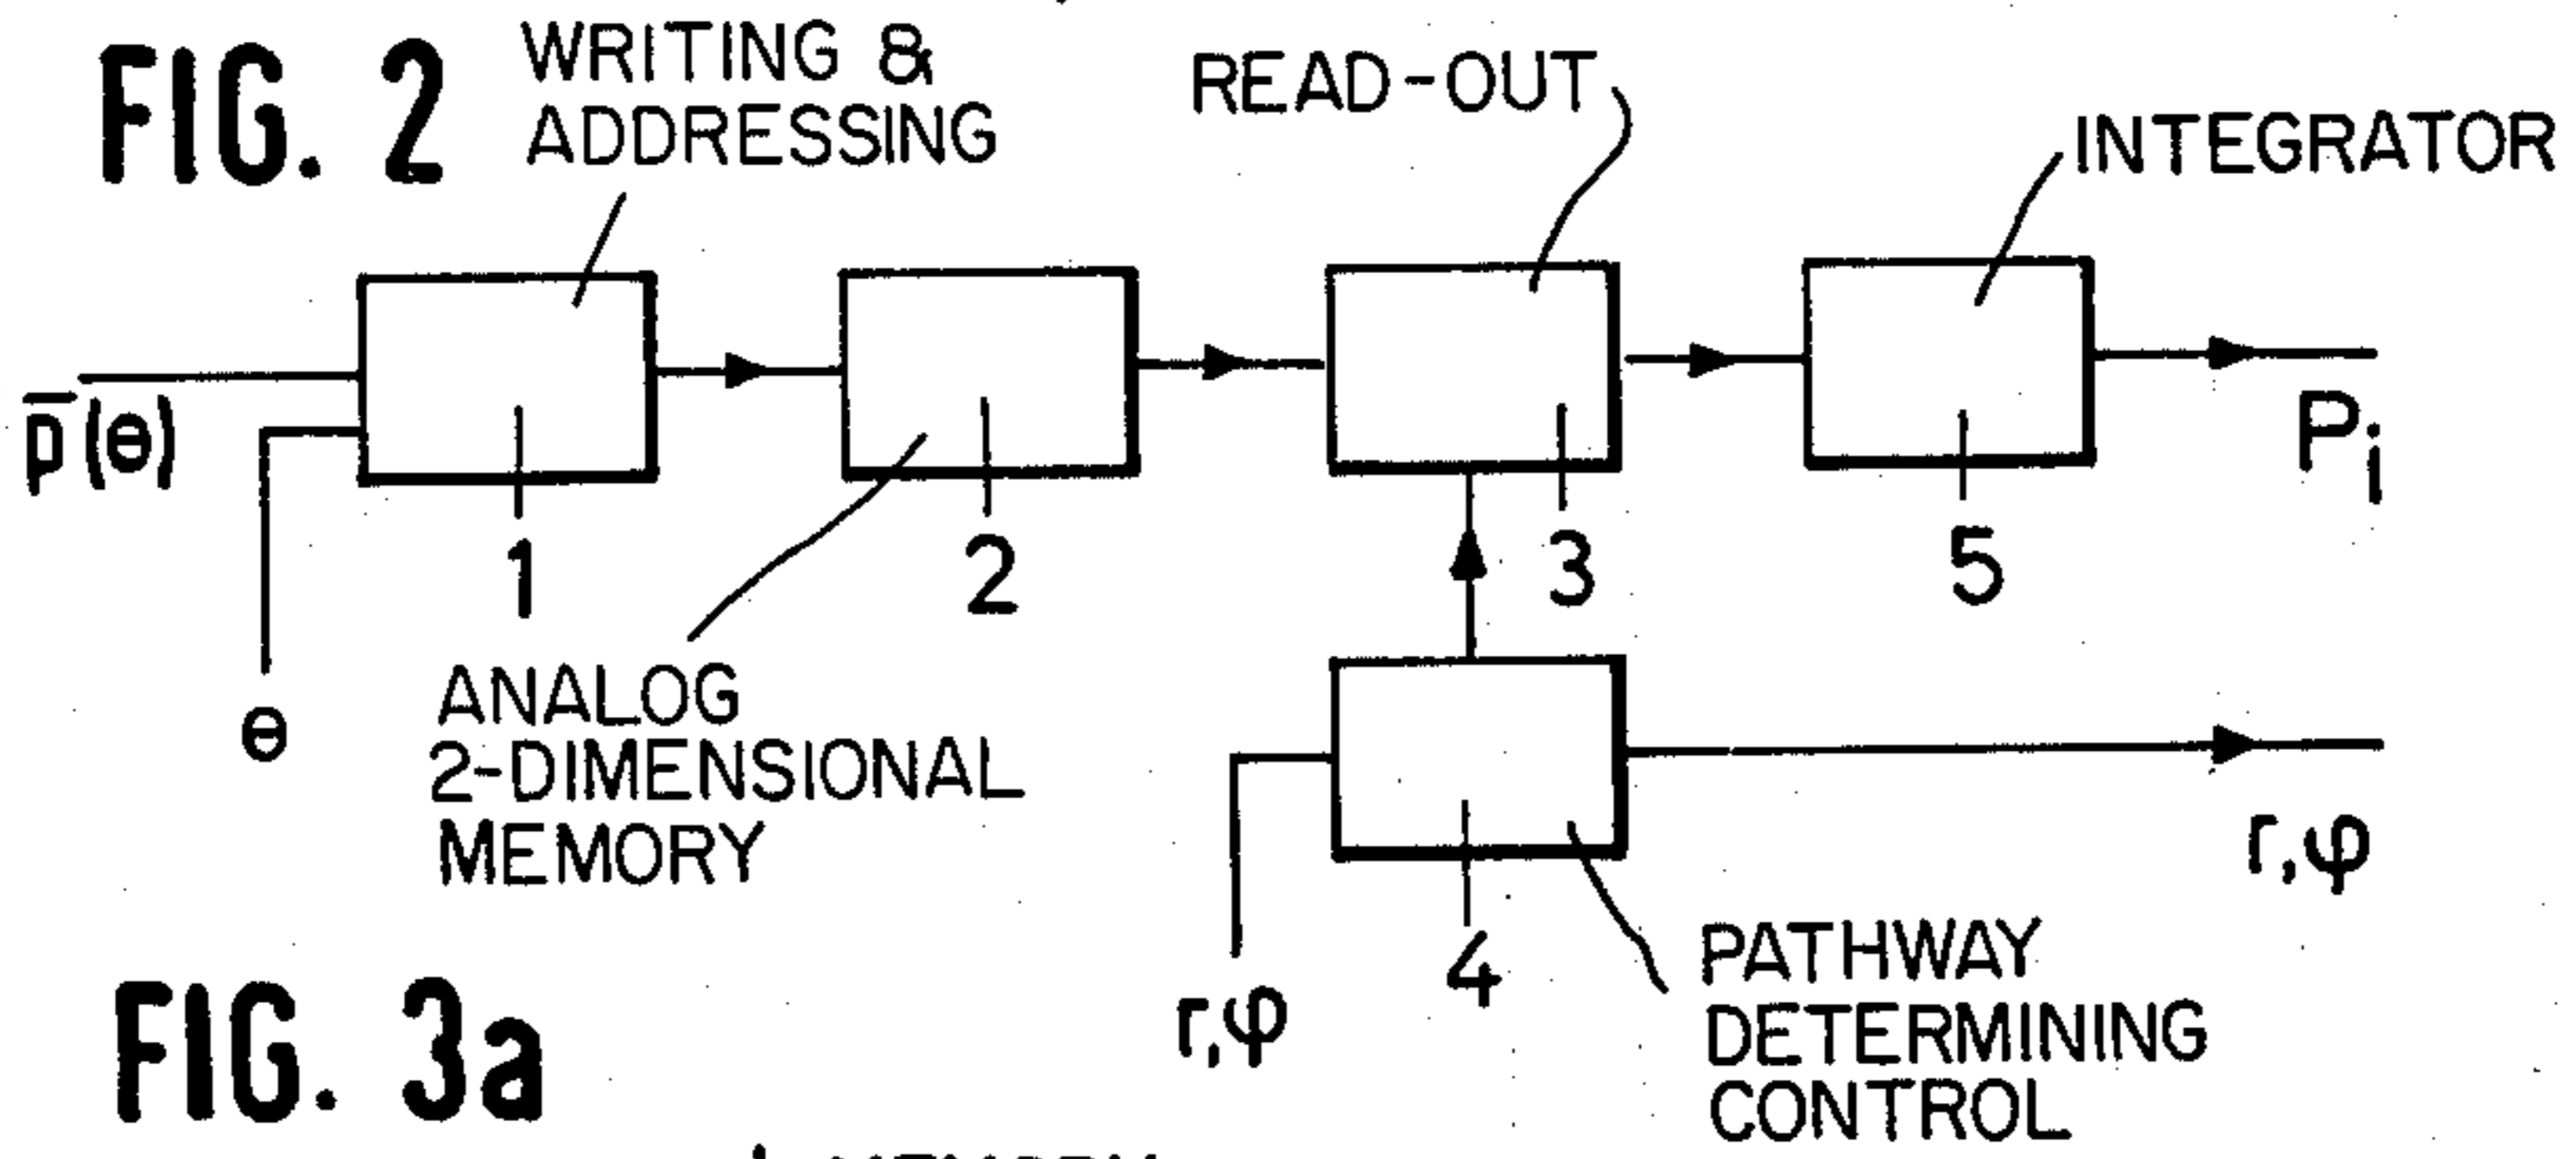 FIG. 2
WRITING &
ADDRESSING
READ-OUT
INTEGRATOR
p̅(θ)
θ
1
2
3
5
Pi
ANALOG
2-DIMENSIONAL
MEMORY
r,φ
4
r,φ
PATHWAY
DETERMINING
CONTROL
FIG. 3a